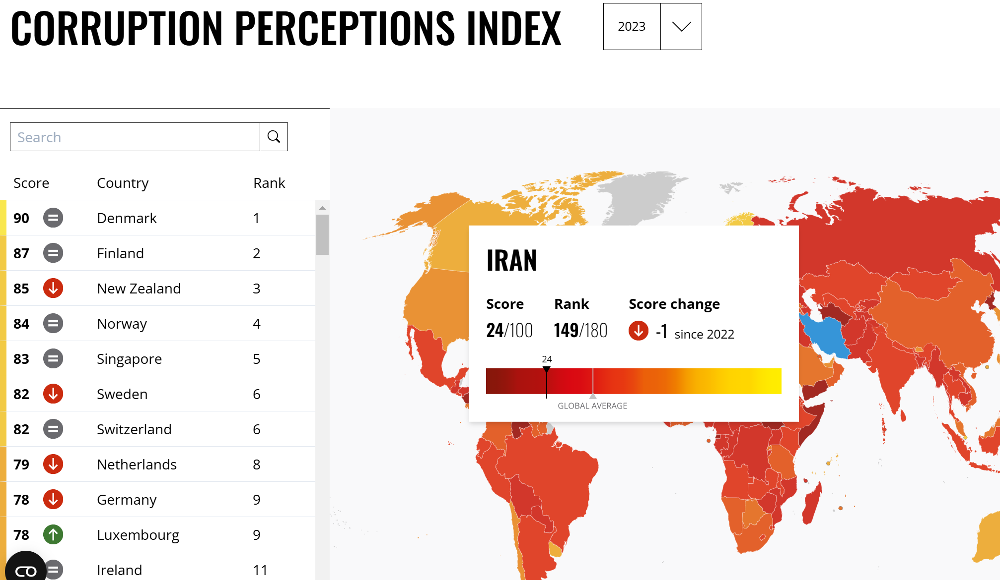 CORRUPTION PERCEPTIONS INDEX
2023
Search
Score Country Rank
90 Denmark 1
87 Finland 2
85 New Zealand 3
84 Norway 4
83 Singapore 5
82 Sweden 6
82 Switzerland 6
79 Netherlands 8
78 Germany 9
78 Luxembourg 9
Ireland 11
IRAN
Score Rank Score change
24/100 149/180 -1 since 2022
24
GLOBAL AVERAGE